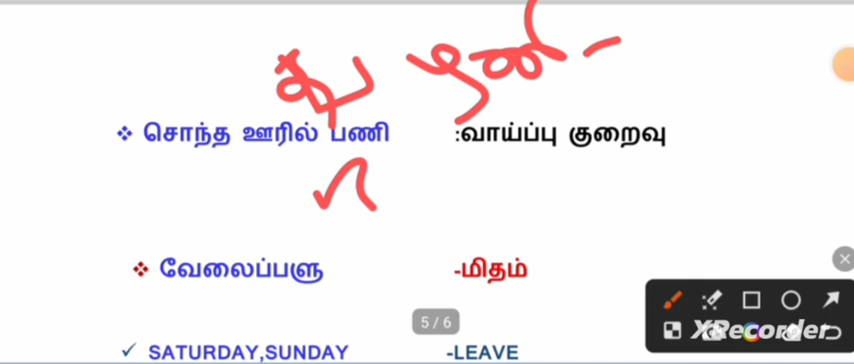 ❖ சொந்த ஊரில் பணி :வாய்ப்பு குறைவு
❖ வேலைப்பளு -மிதம்
5 / 6
XRecorder
✓ SATURDAY,SUNDAY -LEAVE